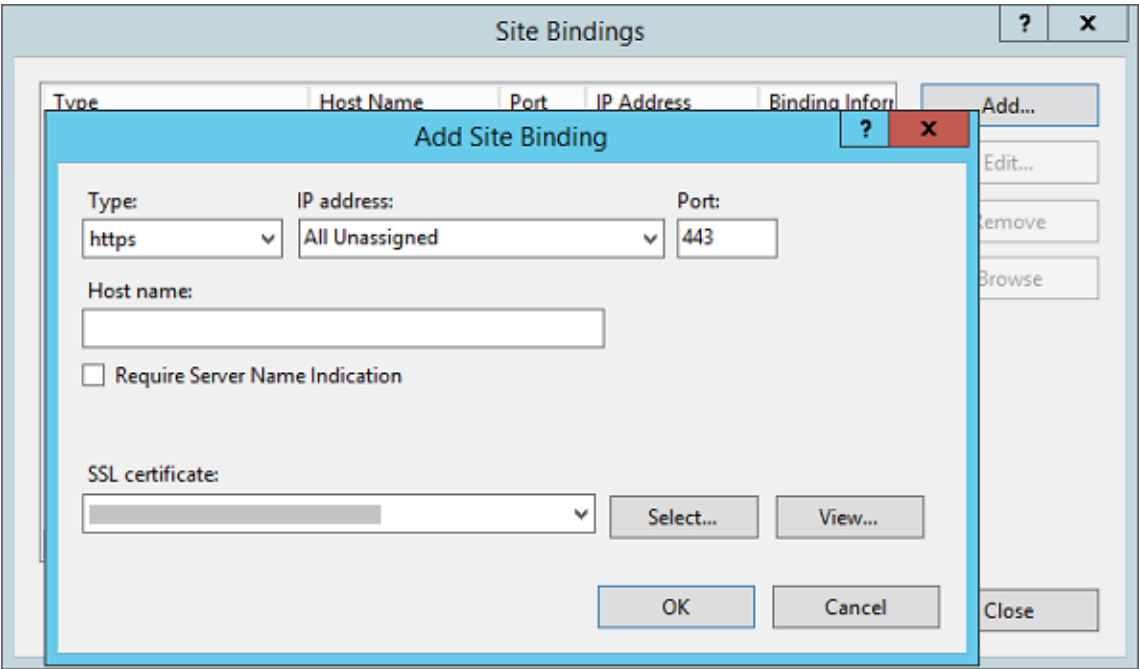 Site Bindings
? x
Type Host Name Port IP Address Binding Inforr
Add...
Add Site Binding
? x
Edit...
Type: IP address: Port:
https All Unassigned 443
Remove
Host name:
Browse
Require Server Name Indication
SSL certificate:
Select... View...
OK Cancel
Close